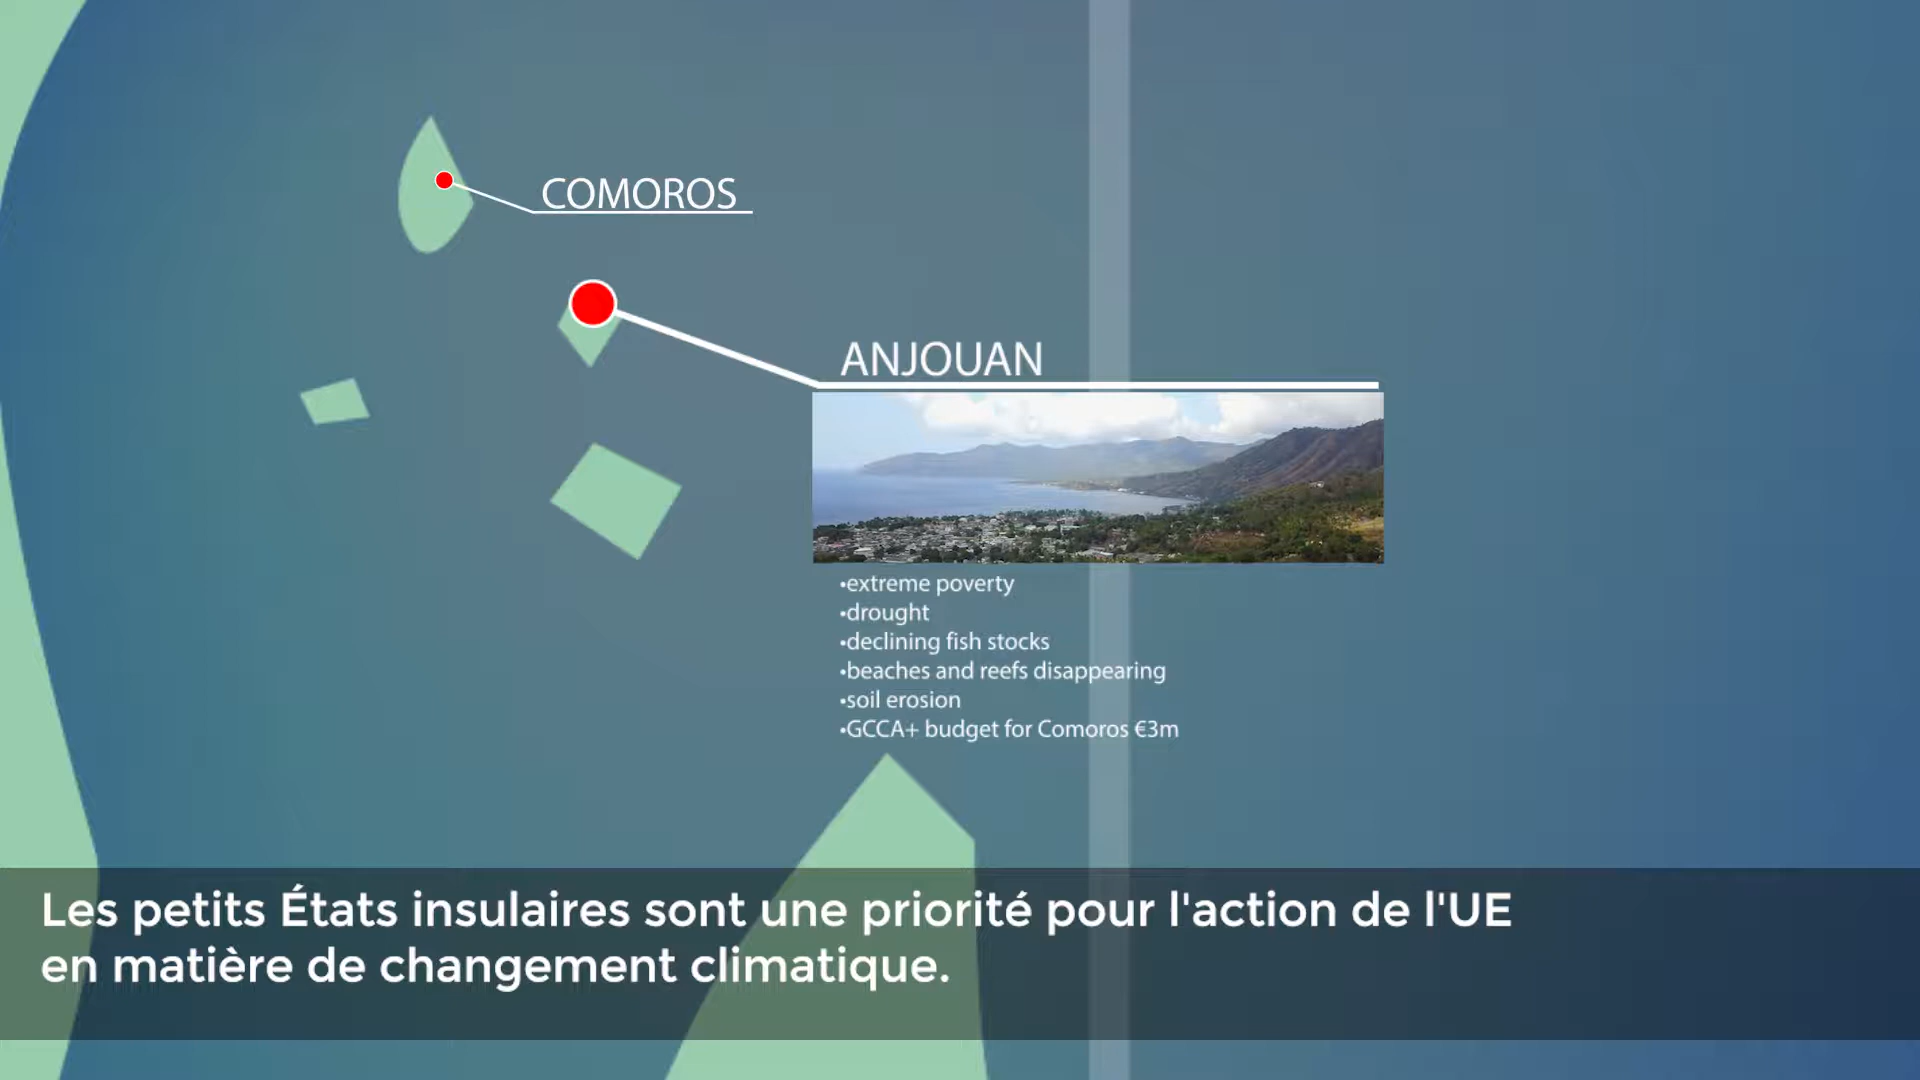 COMOROS
ANJOUAN
•extreme poverty
•drought
•declining fish stocks
•beaches and reefs disappearing
•soil erosion
•GCCA+ budget for Comoros €3m
Les petits États insulaires sont une priorité pour l'action de l'UE
en matière de changement climatique.